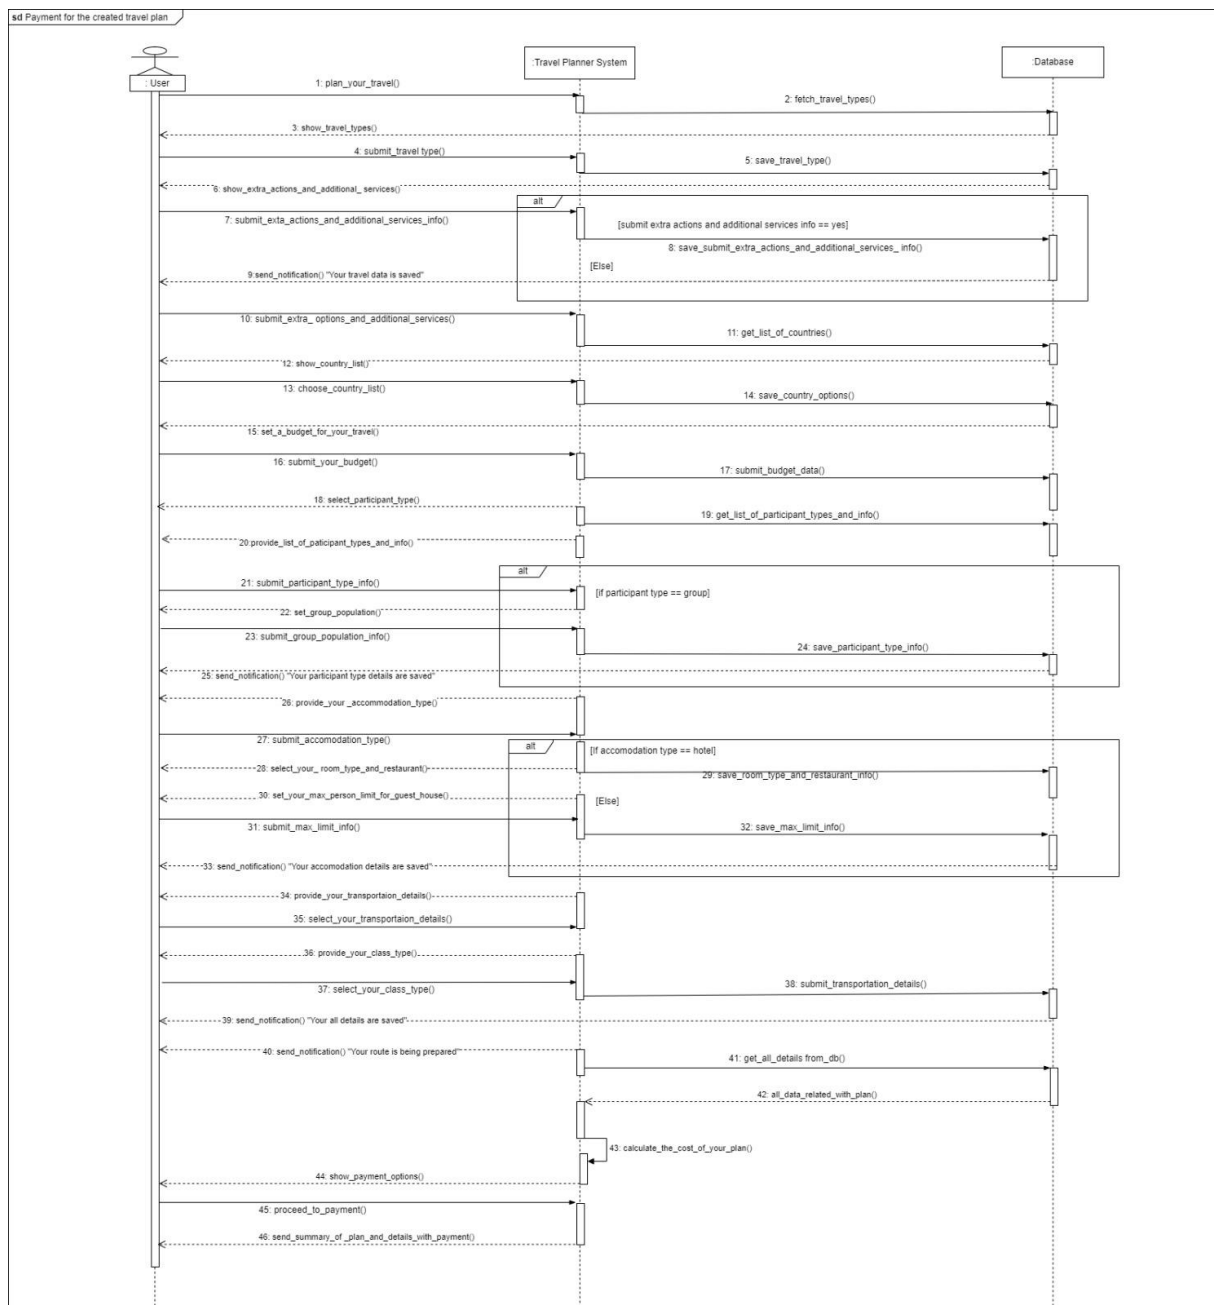 sd Payment for the created travel plan
: User
:Travel Planner System
:Database
1: plan_your_travel()
2: fetch_travel_types()
3: show_travel_types()
4: submit_travel type()
5: save_travel_type()
6: show_extra_actions_and_additional_ services()
alt
7: submit_exta_actions_and_additional_services_info()
[submit extra actions and additional services info == yes]
8: save_submit_extra_actions_and_additional_services_ info()
[Else]
9:send_notification() "Your travel data is saved"
10: submit_extra_ options_and_additional_services()
11: get_list_of_countries()
12: show_country_list()
13: choose_country_list()
14: save_country_options()
15: set_a_budget_for_your_travel()
16: submit_your_budget()
17: submit_budget_data()
18: select_participant_type()
19: get_list_of_participant_types_and_info()
20:provide_list_of_paticipant_types_and_info()
alt
21: submit_participant_type_info()
[if participant type == group]
22: set_group_population()
23: submit_group_population_info()
24: save_participant_type_info()
25: send_notification() "Your participant type details are saved"
26: provide_your _accommodation_type()
27: submit_accomodation_type()
alt
[If accomodation type == hotel]
28: select_your_ room_type_and_restaurant()
29: save_room_type_and_restaurant_info()
30: set_your_max_person_limit_for_guest_house()
[Else]
31: submit_max_limit_info()
32: save_max_limit_info()
33: send_notification() "Your accomodation details are saved"
34: provide_your_transportaion_details()
35: select_your_transportaion_details()
36: provide_your_class_type()
37: select_your_class_type()
38: submit_transportation_details()
39: send_notification() "Your all details are saved"
40: send_notification() "Your route is being prepared"
41: get_all_details from_db()
42: all_data_related_with_plan()
43: calculate_the_cost_of_your_plan()
44: show_payment_options()
45: proceed_to_payment()
46: send_summary_of _plan_and_details_with_payment()